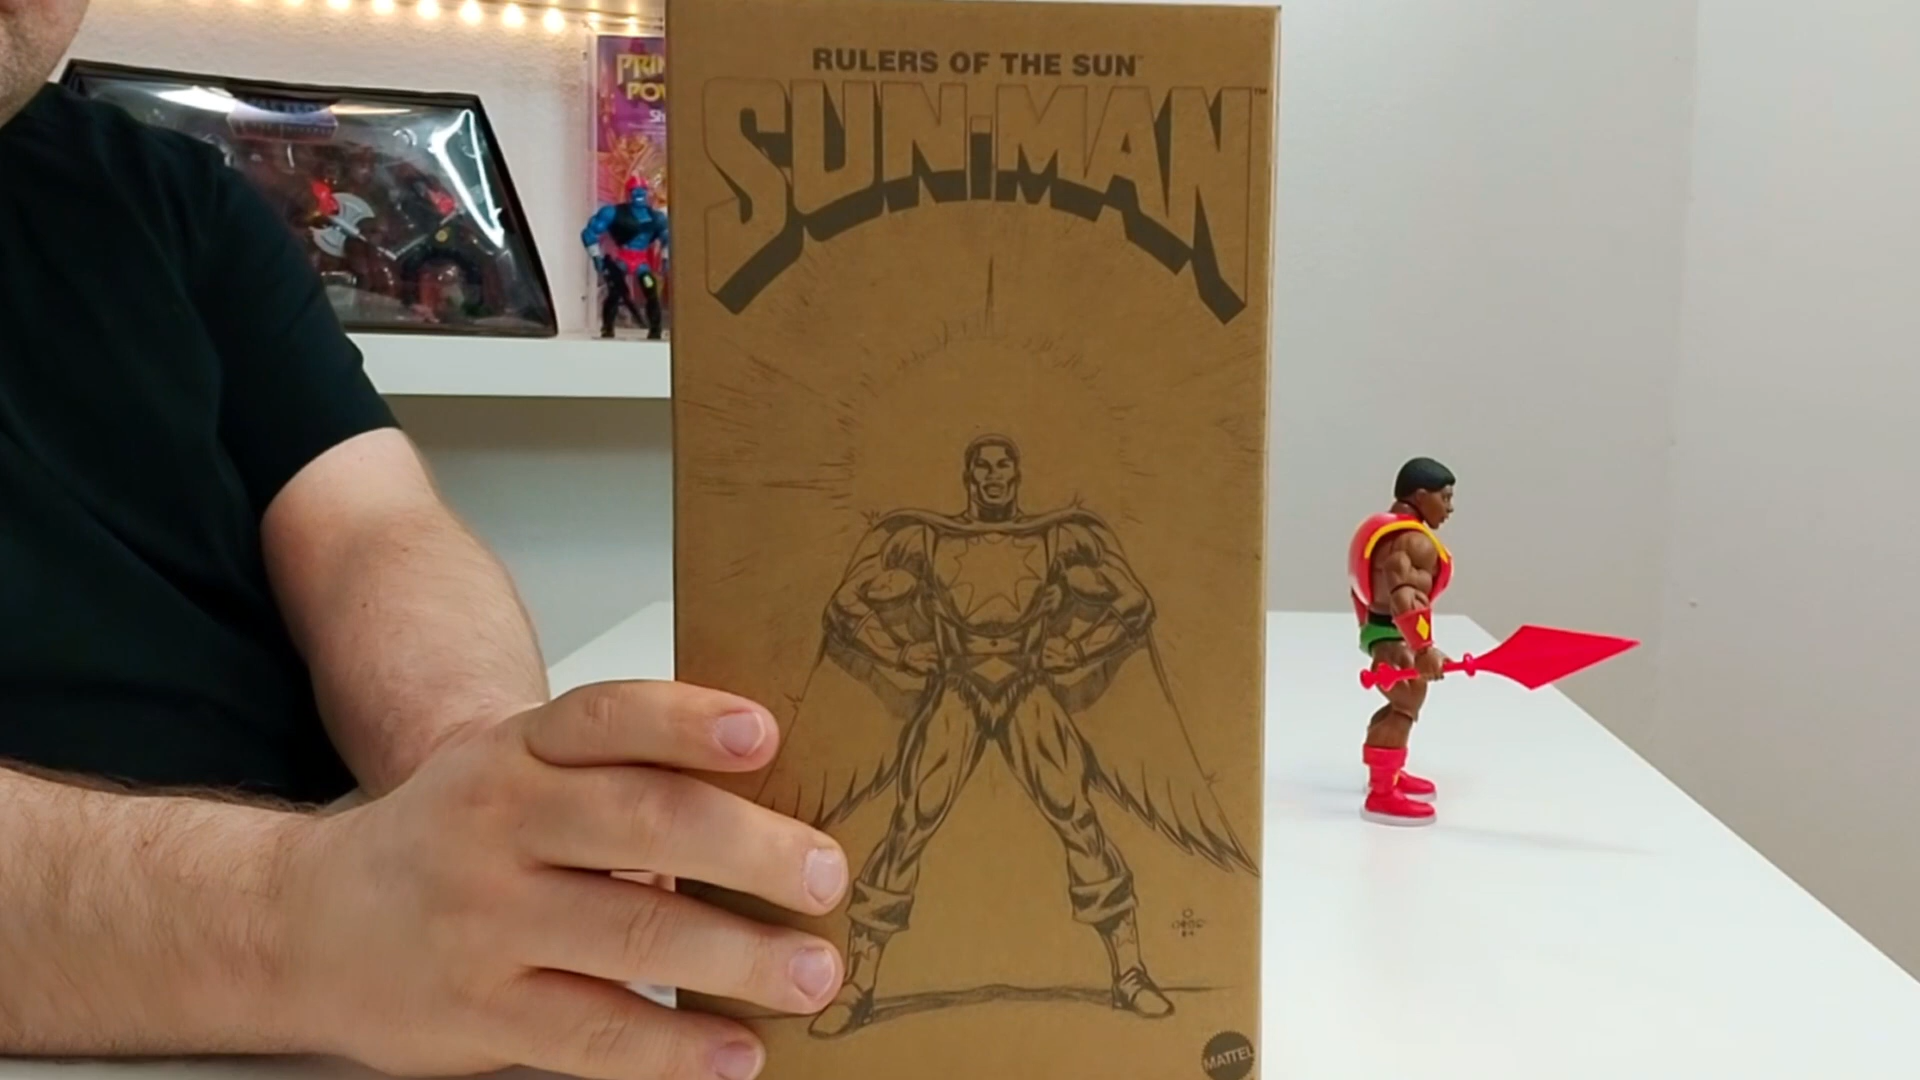 RULERS OF THE SUN™
SUN-MAN™
MATTEL